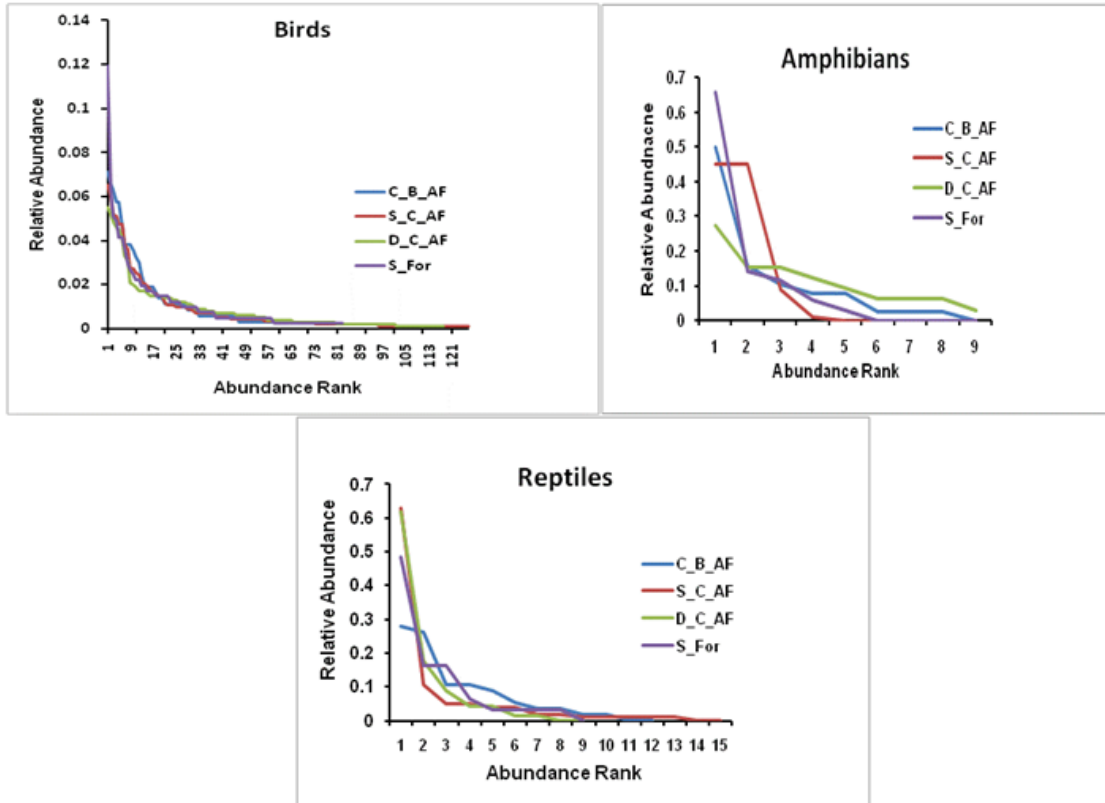 Birds
Relative Abundance
0.14
0.12
0.1
0.08
0.06
0.04
0.02
0
1 9 17 25 33 41 49 57 65 73 81 89 97 105 113 121
Abundance Rank
C_B_AF
S_C_AF
D_C_AF
S_For
Amphibians
Relative Abundnacne
0.7
0.6
0.5
0.4
0.3
0.2
0.1
0
1 2 3 4 5 6 7 8 9
Abundance Rank
C_B_AF
S_C_AF
D_C_AF
S_For
Reptiles
Relative Abundance
0.7
0.6
0.5
0.4
0.3
0.2
0.1
0
1 2 3 4 5 6 7 8 9 10 11 12 13 14 15
Abundance Rank
C_B_AF
S_C_AF
D_C_AF
S_For